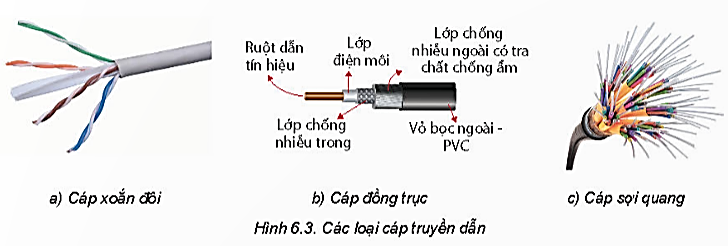 Ruột dẫn
tín hiệu
Lớp
điện môi
Lớp chống
nhiễu ngoài có tra
chất chống ẩm
Lớp chống
nhiễu trong
Vỏ bọc ngoài -
PVC
a) Cáp xoắn đôi
b) Cáp đồng trục
c) Cáp sợi quang
Hình 6.3. Các loại cáp truyền dẫn